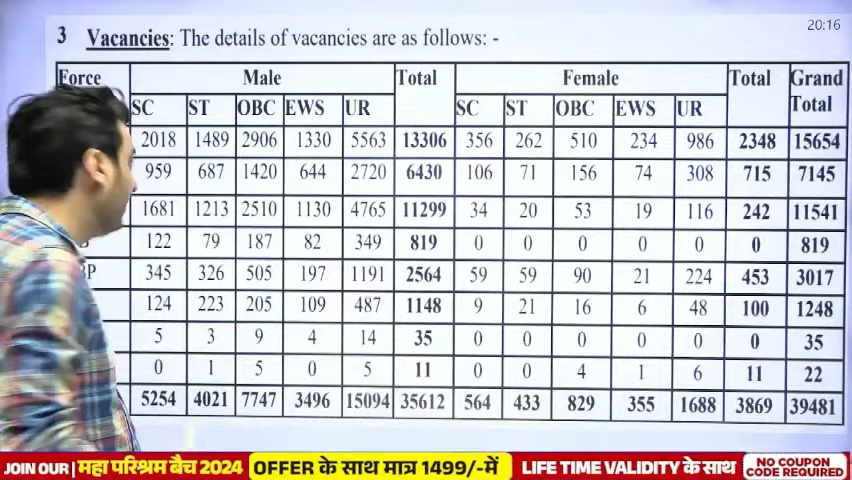 20:16
3 Vacancies: The details of vacancies are as follows: -
Force Male Total Female Total Grand Total
SC ST OBC EWS UR SC ST OBC EWS UR
2018 1489 2906 1330 5563 13306 356 262 510 234 986 2348 15654
959 687 1420 644 2720 6430 106 71 156 74 308 715 7145
1681 1213 2510 1130 4765 11299 34 20 53 19 116 242 11541
122 79 187 82 349 819 0 0 0 0 0 0 819
345 326 505 197 1191 2564 59 59 90 21 224 453 3017
124 223 205 109 487 1148 9 21 16 6 48 100 1248
5 3 9 4 14 35 0 0 0 0 0 0 35
0 1 5 0 5 11 0 0 4 1 6 11 22
5254 4021 7747 3496 15094 35612 564 433 829 355 1688 3869 39481
JOIN OUR | महा परिश्रम बैच 2024 OFFER के साथ मात्र 1499/-में LIFE TIME VALIDITY के साथ NO COUPON CODE REQUIRED